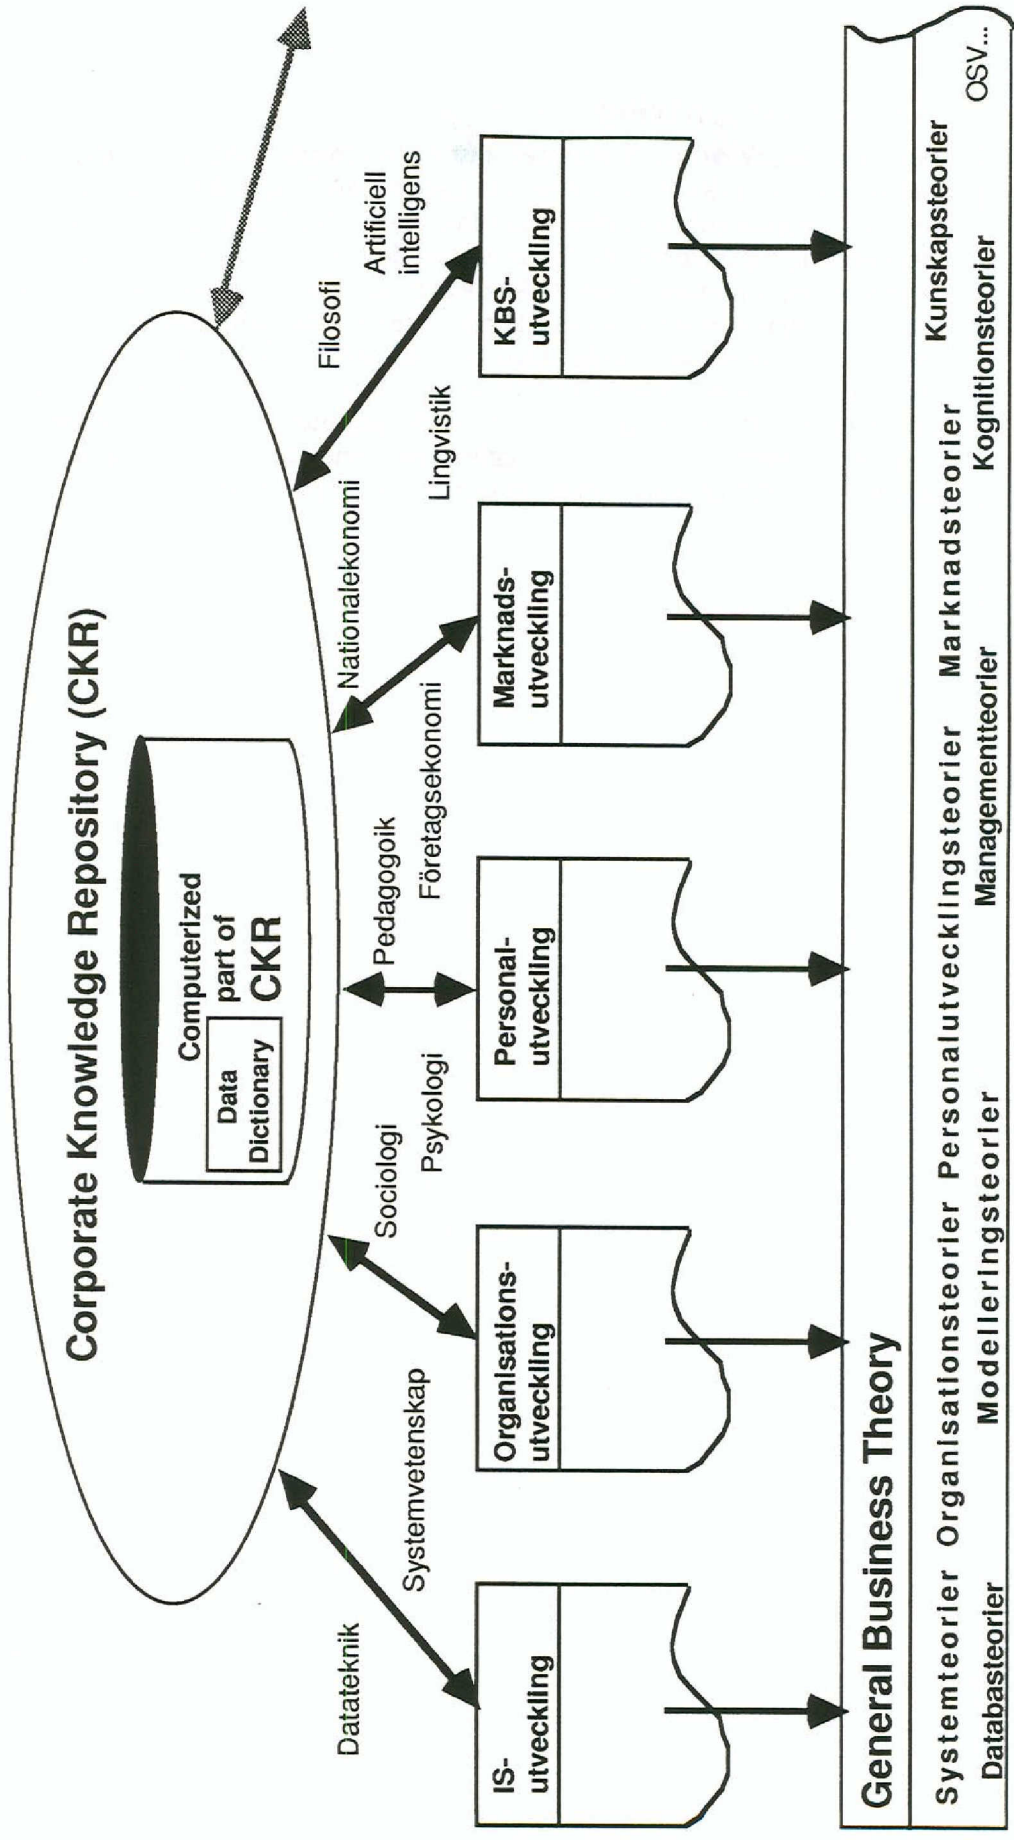 Corporate Knowledge Repository (CKR)
Computerized
part of
CKR
Data
Dictionary
Datateknik
Systemvetenskap
Sociologi
Psykologi
Pedagogoik
Företagsekonomi
Nationalekonomi
Lingvistik
Filosofi
Artificiell
intelligens
IS-
utveckling
Organisations-
utveckling
Personal-
utveckling
Marknads-
utveckling
KBS-
utveckling
General Business Theory
Systemteorier Organisationsteorier Personalutvecklingsteorier Marknadsteorier Kunskapsteorier
Databasteorier Modelleringsteorier Managementteorier Kognitionsteorier OSV...